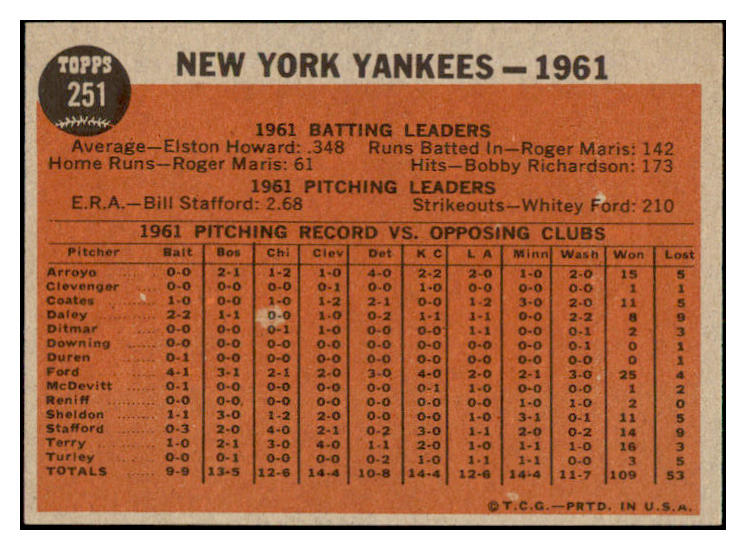 TOPPS
251
NEW YORK YANKEES — 1961
1961 BATTING LEADERS
Average—Elston Howard: .348 Runs Batted In—Roger Maris: 142
Home Runs—Roger Maris: 61 Hits—Bobby Richardson: 173
1961 PITCHING LEADERS
E.R.A.—Bill Stafford: 2.68 Strikeouts—Whitey Ford: 210
1961 PITCHING RECORD VS. OPPOSING CLUBS
Pitcher Balt Bos Chi Clev Det K C L A Minn Wash Won Lost
Arroyo 0-0 2-1 1-2 1-0 4-0 2-2 2-0 1-0 2-0 15 5
Clevenger 0-0 0-0 0-0 0-1 0-0 1-0 0-0 0-0 0-0 1 1
Coates 1-0 1-0 1-0 1-2 2-1 0-0 1-2 3-0 2-0 11 5
Daley 2-2 1-1 0-0 1-0 0-2 1-1 1-1 0-0 2-2 8 9
Ditmar 0-0 0-0 0-1 1-0 0-0 0-0 1-1 0-0 0-1 2 3
Downing 0-0 0-0 0-0 0-0 0-0 0-0 0-0 0-0 0-1 0 1
Duren 0-1 0-0 0-0 0-0 0-0 0-0 0-0 0-0 0-0 0 1
Ford 4-1 3-1 2-1 2-0 3-0 4-0 2-0 2-1 3-0 25 4
McDevitt 0-1 0-0 0-0 0-0 0-0 0-1 1-0 0-0 0-0 1 2
Reniff 0-0 0-0 0-0 0-0 0-0 0-0 0-0 1-0 1-0 2 0
Sheldon 1-1 3-0 1-2 2-0 0-0 0-0 1-0 3-1 0-1 11 5
Stafford 0-3 2-0 4-0 2-1 0-2 3-0 1-1 2-0 0-2 14 9
Terry 1-0 2-1 3-0 4-0 1-1 2-0 1-0 1-1 1-0 16 3
Turley 0-0 0-1 0-0 0-0 0-2 1-0 1-1 1-1 0-0 3 5
TOTALS 9-9 13-5 12-6 14-4 10-8 14-4 12-6 14-4 11-7 109 53
© T.C.G.—PRTD. IN U.S.A.